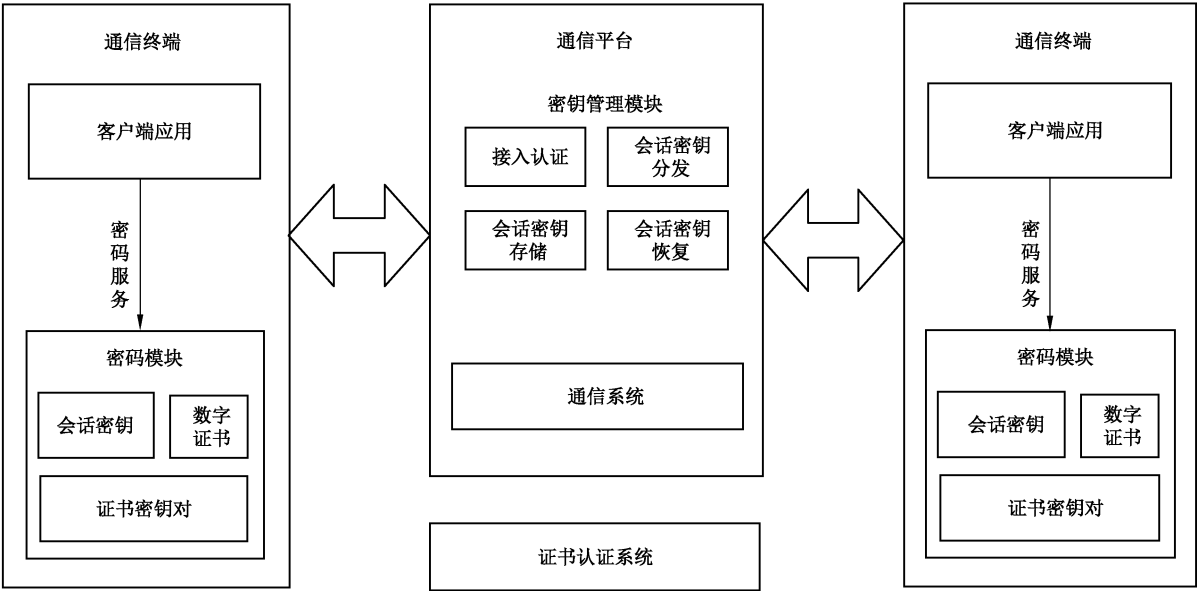 通信终端
客户端应用
密
码
服
务
密码模块
会话密钥
数字
证书
证书密钥对
通信平台
密钥管理模块
接入认证
会话密钥
分发
会话密钥
存储
会话密钥
恢复
通信系统
证书认证系统
通信终端
客户端应用
密
码
服
务
密码模块
会话密钥
数字
证书
证书密钥对